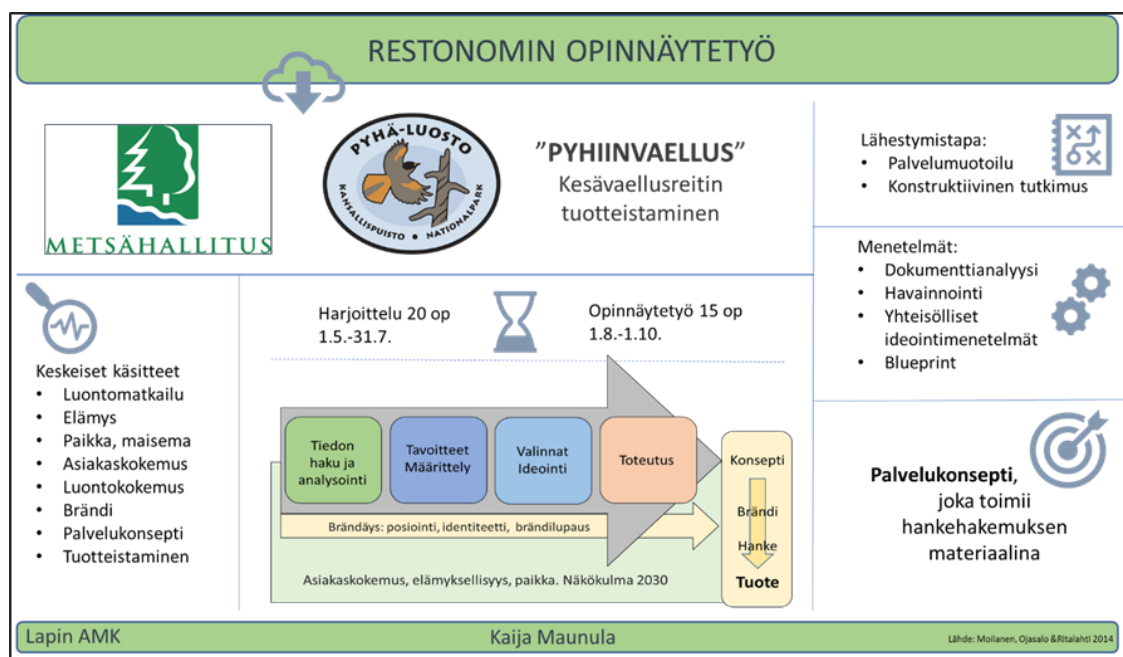 RESTONOMIN OPINNÄYTETYÖ
METSÄHALLITUS
PYHÄ-LUOSTO
KANSALLISPUISTO • NATIONALPARK
”PYHIINVAELLUS”
Kesävaellusreitin
tuotteistaminen
Lähestymistapa:
• Palvelumuotoilu
• Konstruktiivinen tutkimus
Menetelmät:
• Dokumenttianalyysi
• Havainnointi
• Yhteisölliset
ideointimenetelmät
• Blueprint
Keskeiset käsitteet
• Luontomatkailu
• Elämys
• Paikka, maisema
• Asiakaskokemus
• Luontokokemus
• Brändi
• Palvelukonsepti
• Tuotteistaminen
Harjoittelu 20 op
1.5.-31.7.
Opinnäytetyö 15 op
1.8.-1.10.
Tiedon
haku ja
analysointi
Tavoitteet
Määrittely
Valinnat
Ideointi
Toteutus
Konsepti
Brändi
Hanke
Tuote
Brändäys: posiointi, identiteetti, brändilupaus
Asiakaskokemus, elämyksellisyys, paikka. Näkökulma 2030
Palvelukonsepti,
joka toimii
hankehakemuksen
materiaalina
Lapin AMK
Kaija Maunula
Lähde: Moilanen, Ojasalo &Ritalahti 2014